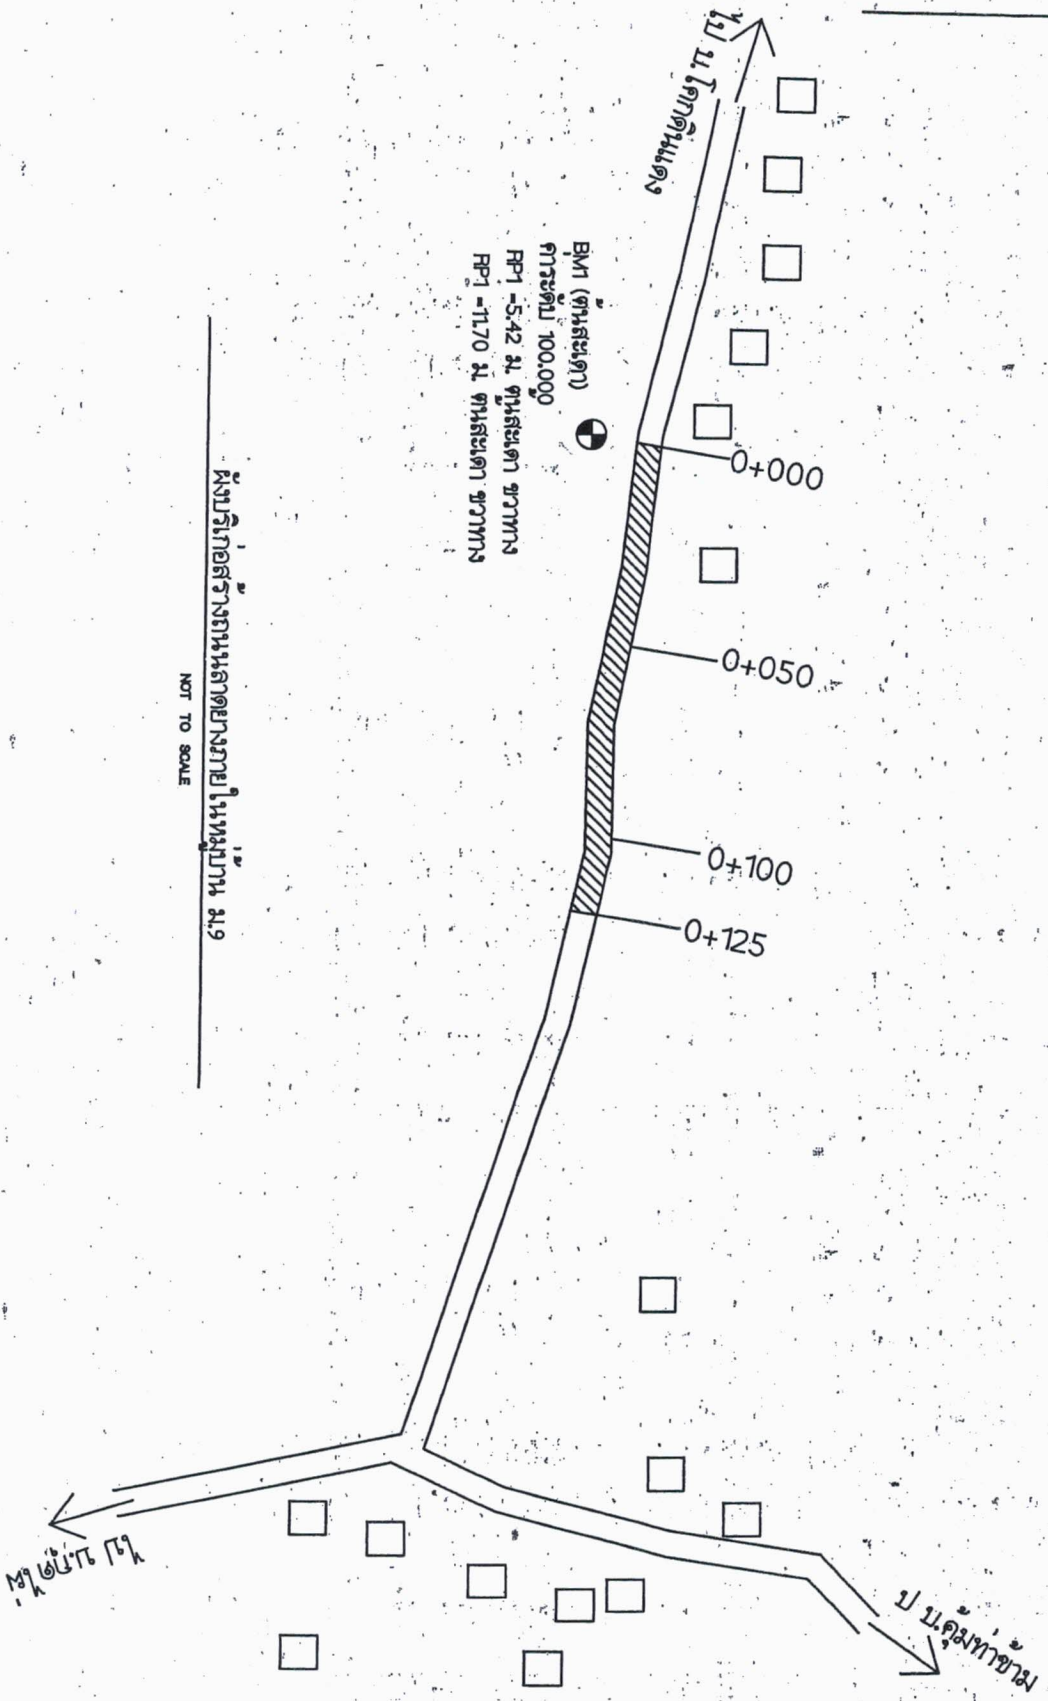 ไป บ.โคกดินแดง
BM1 (ต้นสะเดา)
ค่าระดับ 100.000
RP1 -5.42 ม. ต้นสะเดา ขวาทาง
RP1 -11.70 ม. ต้นสะเดา ขวาทาง
0+000
0+050
0+100
0+125
ผังบริเก่อสร้างถนนลาดยางภายในหมู่บ้าน ม.9
NOT TO SCALE
ไป บ.กุดไผ่
ป บ.คุ้มท่าข้าม